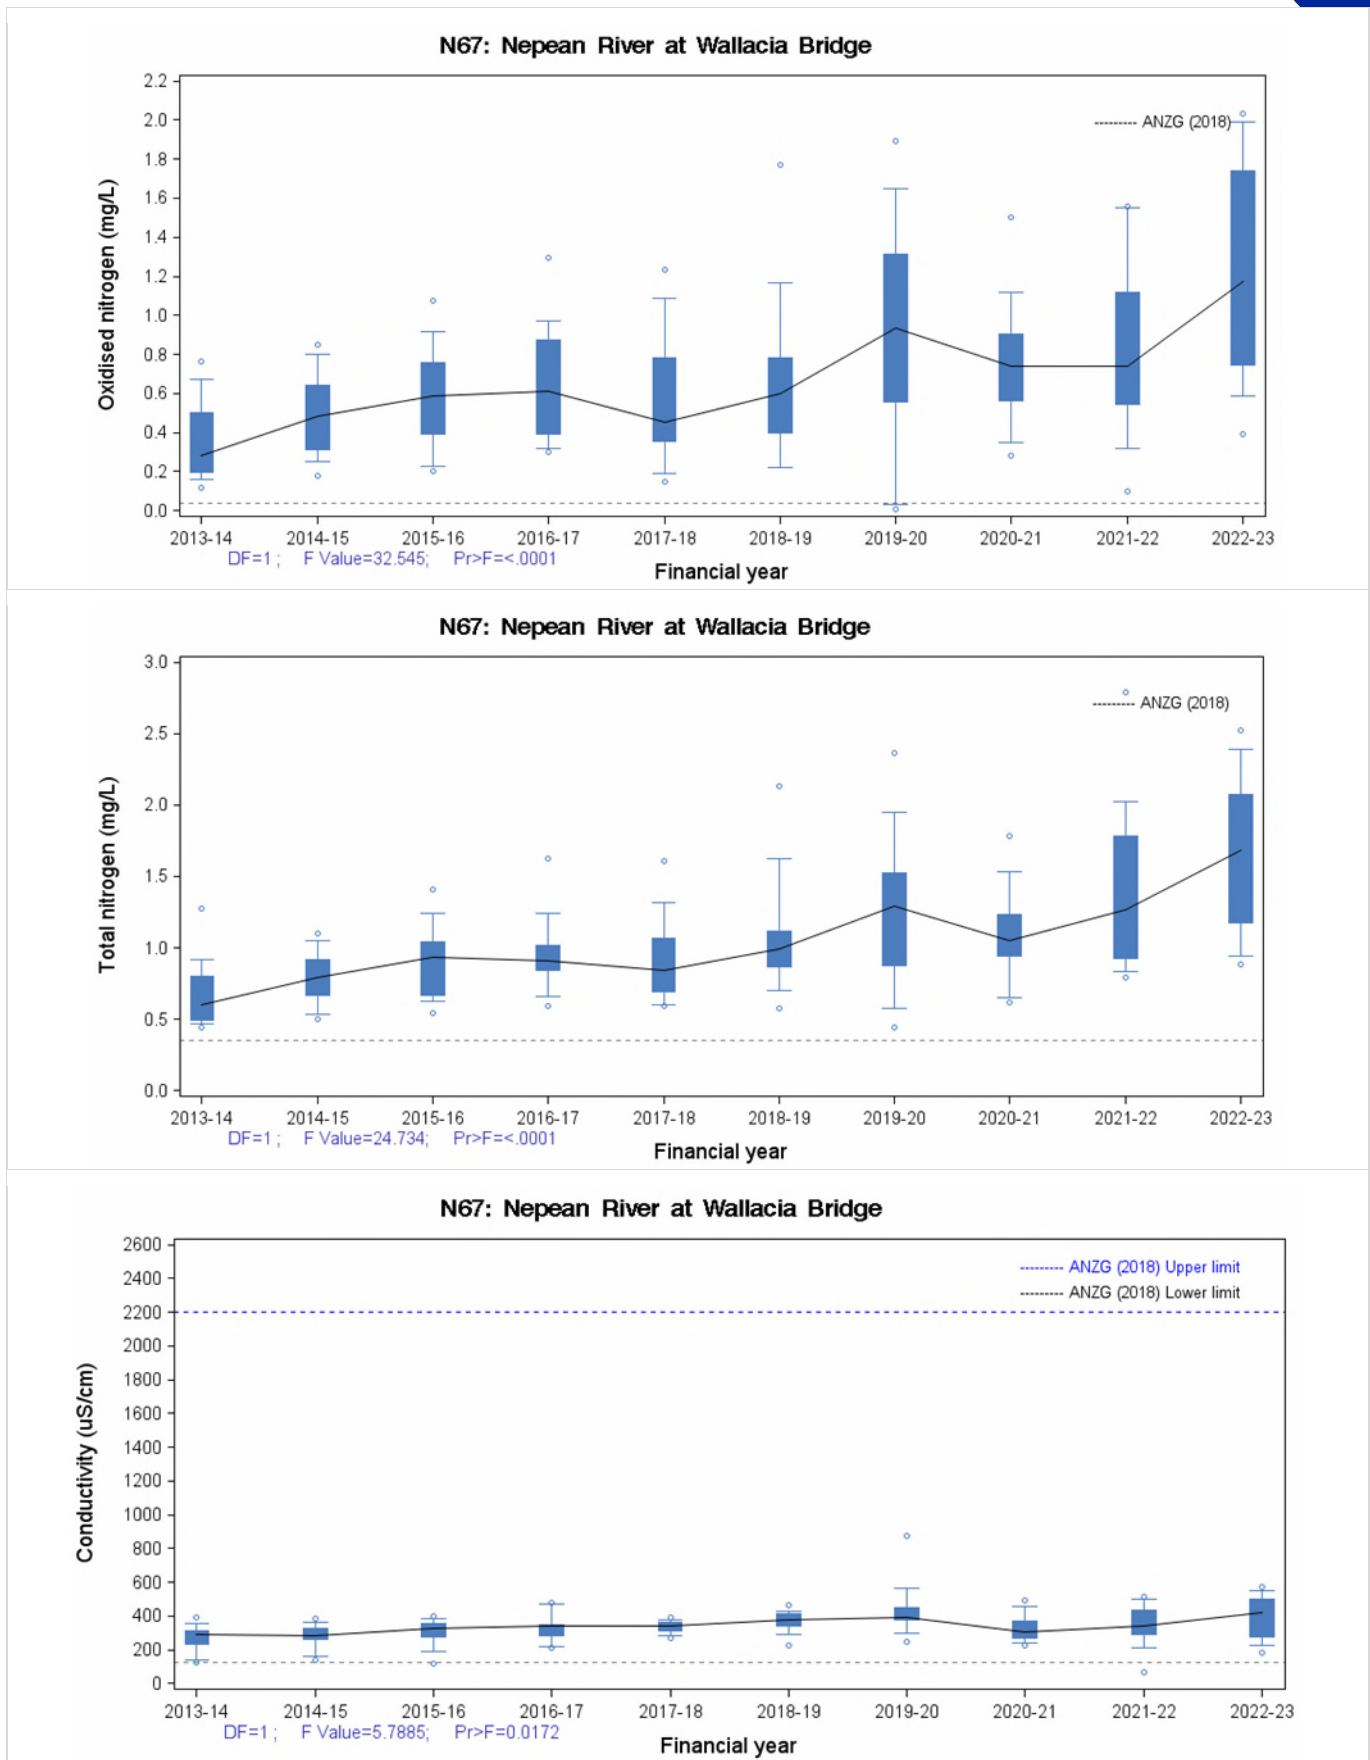 N67: Nepean River at Wallacia Bridge
2.2
2.0
1.8
1.6
1.4
1.2
1.0
0.8
0.6
0.4
0.2
0.0
Oxidised nitrogen (mg/L)
ANZG (2018)
2013-14 2014-15 2015-16 2016-17 2017-18 2018-19 2019-20 2020-21 2021-22 2022-23
DF=1 ; F Value=32.545; Pr>F=<.0001
Financial year
N67: Nepean River at Wallacia Bridge
3.0
2.5
2.0
1.5
1.0
0.5
0.0
Total nitrogen (mg/L)
ANZG (2018)
2013-14 2014-15 2015-16 2016-17 2017-18 2018-19 2019-20 2020-21 2021-22 2022-23
DF=1 ; F Value=24.734; Pr>F=<.0001
Financial year
N67: Nepean River at Wallacia Bridge
2600
2400
2200
2000
1800
1600
1400
1200
1000
800
600
400
200
0
Conductivity (uS/cm)
ANZG (2018) Upper limit
ANZG (2018) Lower limit
2013-14 2014-15 2015-16 2016-17 2017-18 2018-19 2019-20 2020-21 2021-22 2022-23
DF=1 ; F Value=5.7885; Pr>F=0.0172
Financial year